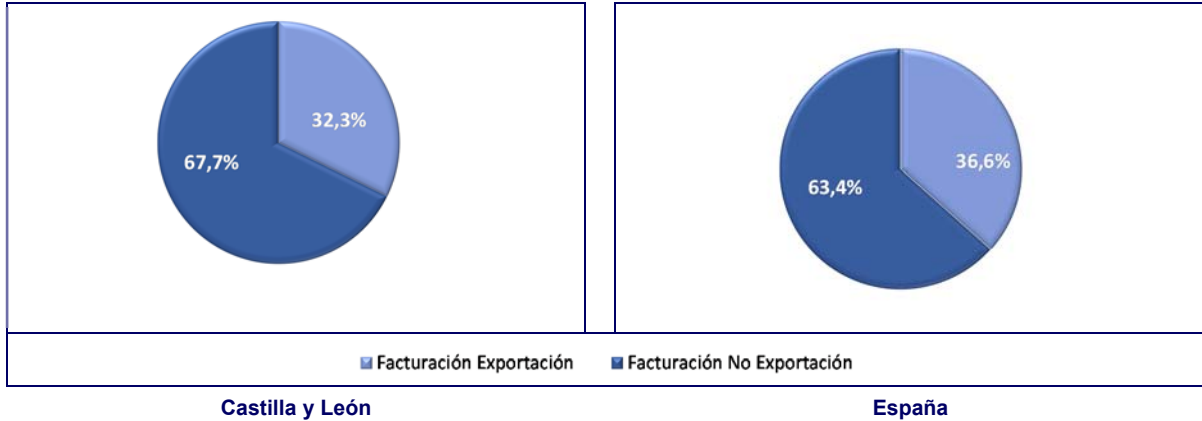 32,3%
67,7%
36,6%
63,4%
Facturación Exportación
Facturación No Exportación
Castilla y León
España